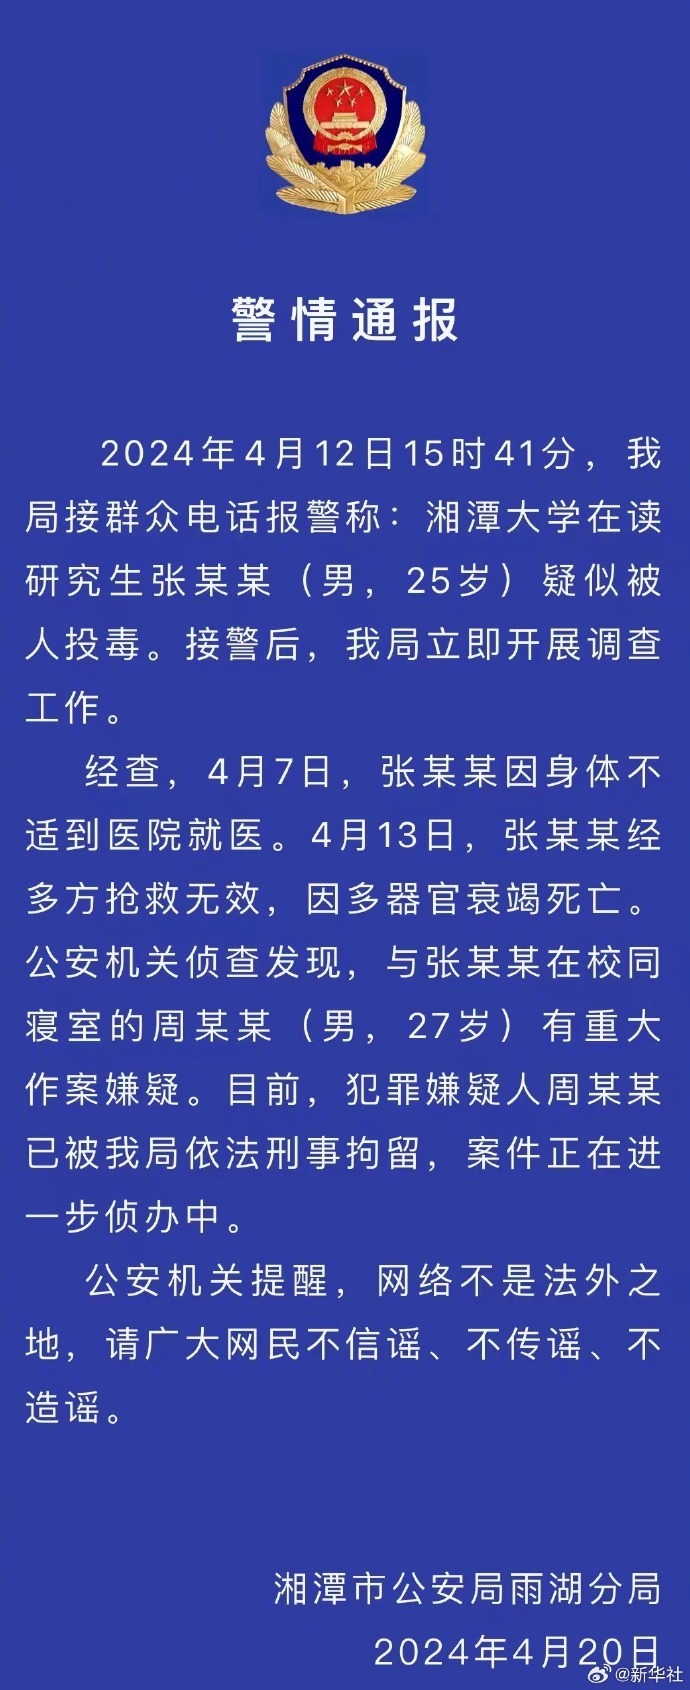 警情通报
2024年4月12日15时41分，我
局接群众电话报警称：湘潭大学在读
研究生张某某（男，25岁）疑似被
人投毒。接警后，我局立即开展调查
工作。
经查，4月7日，张某某因身体不
适到医院就医。4月13日，张某某经
多方抢救无效，因多器官衰竭死亡。
公安机关侦查发现，与张某某在校同
寝室的周某某（男，27岁）有重大
作案嫌疑。目前，犯罪嫌疑人周某某
已被我局依法刑事拘留，案件正在进
一步侦办中。
公安机关提醒，网络不是法外之
地，请广大网民不信谣、不传谣、不
造谣。
湘潭市公安局雨湖分局
2024年4月20日
@新华社